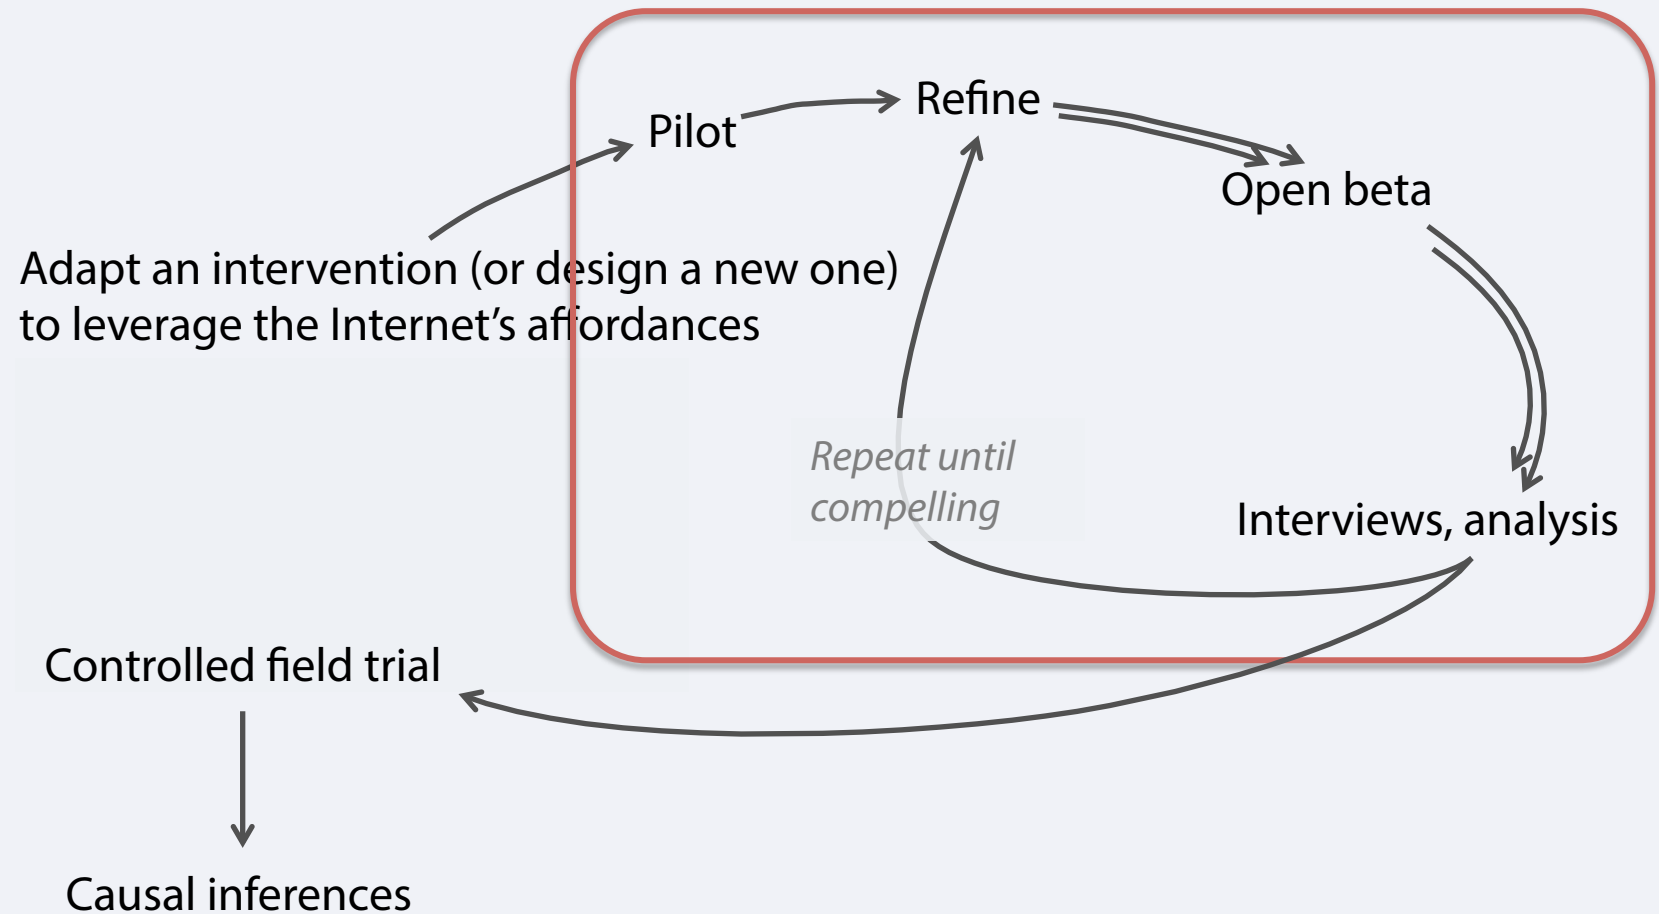 Refine
Pilot
Open beta
Adapt an intervention (or design a new one)
to leverage the Internet’s affordances
Repeat until
compelling
Interviews, analysis
Controlled field trial
Causal inferences